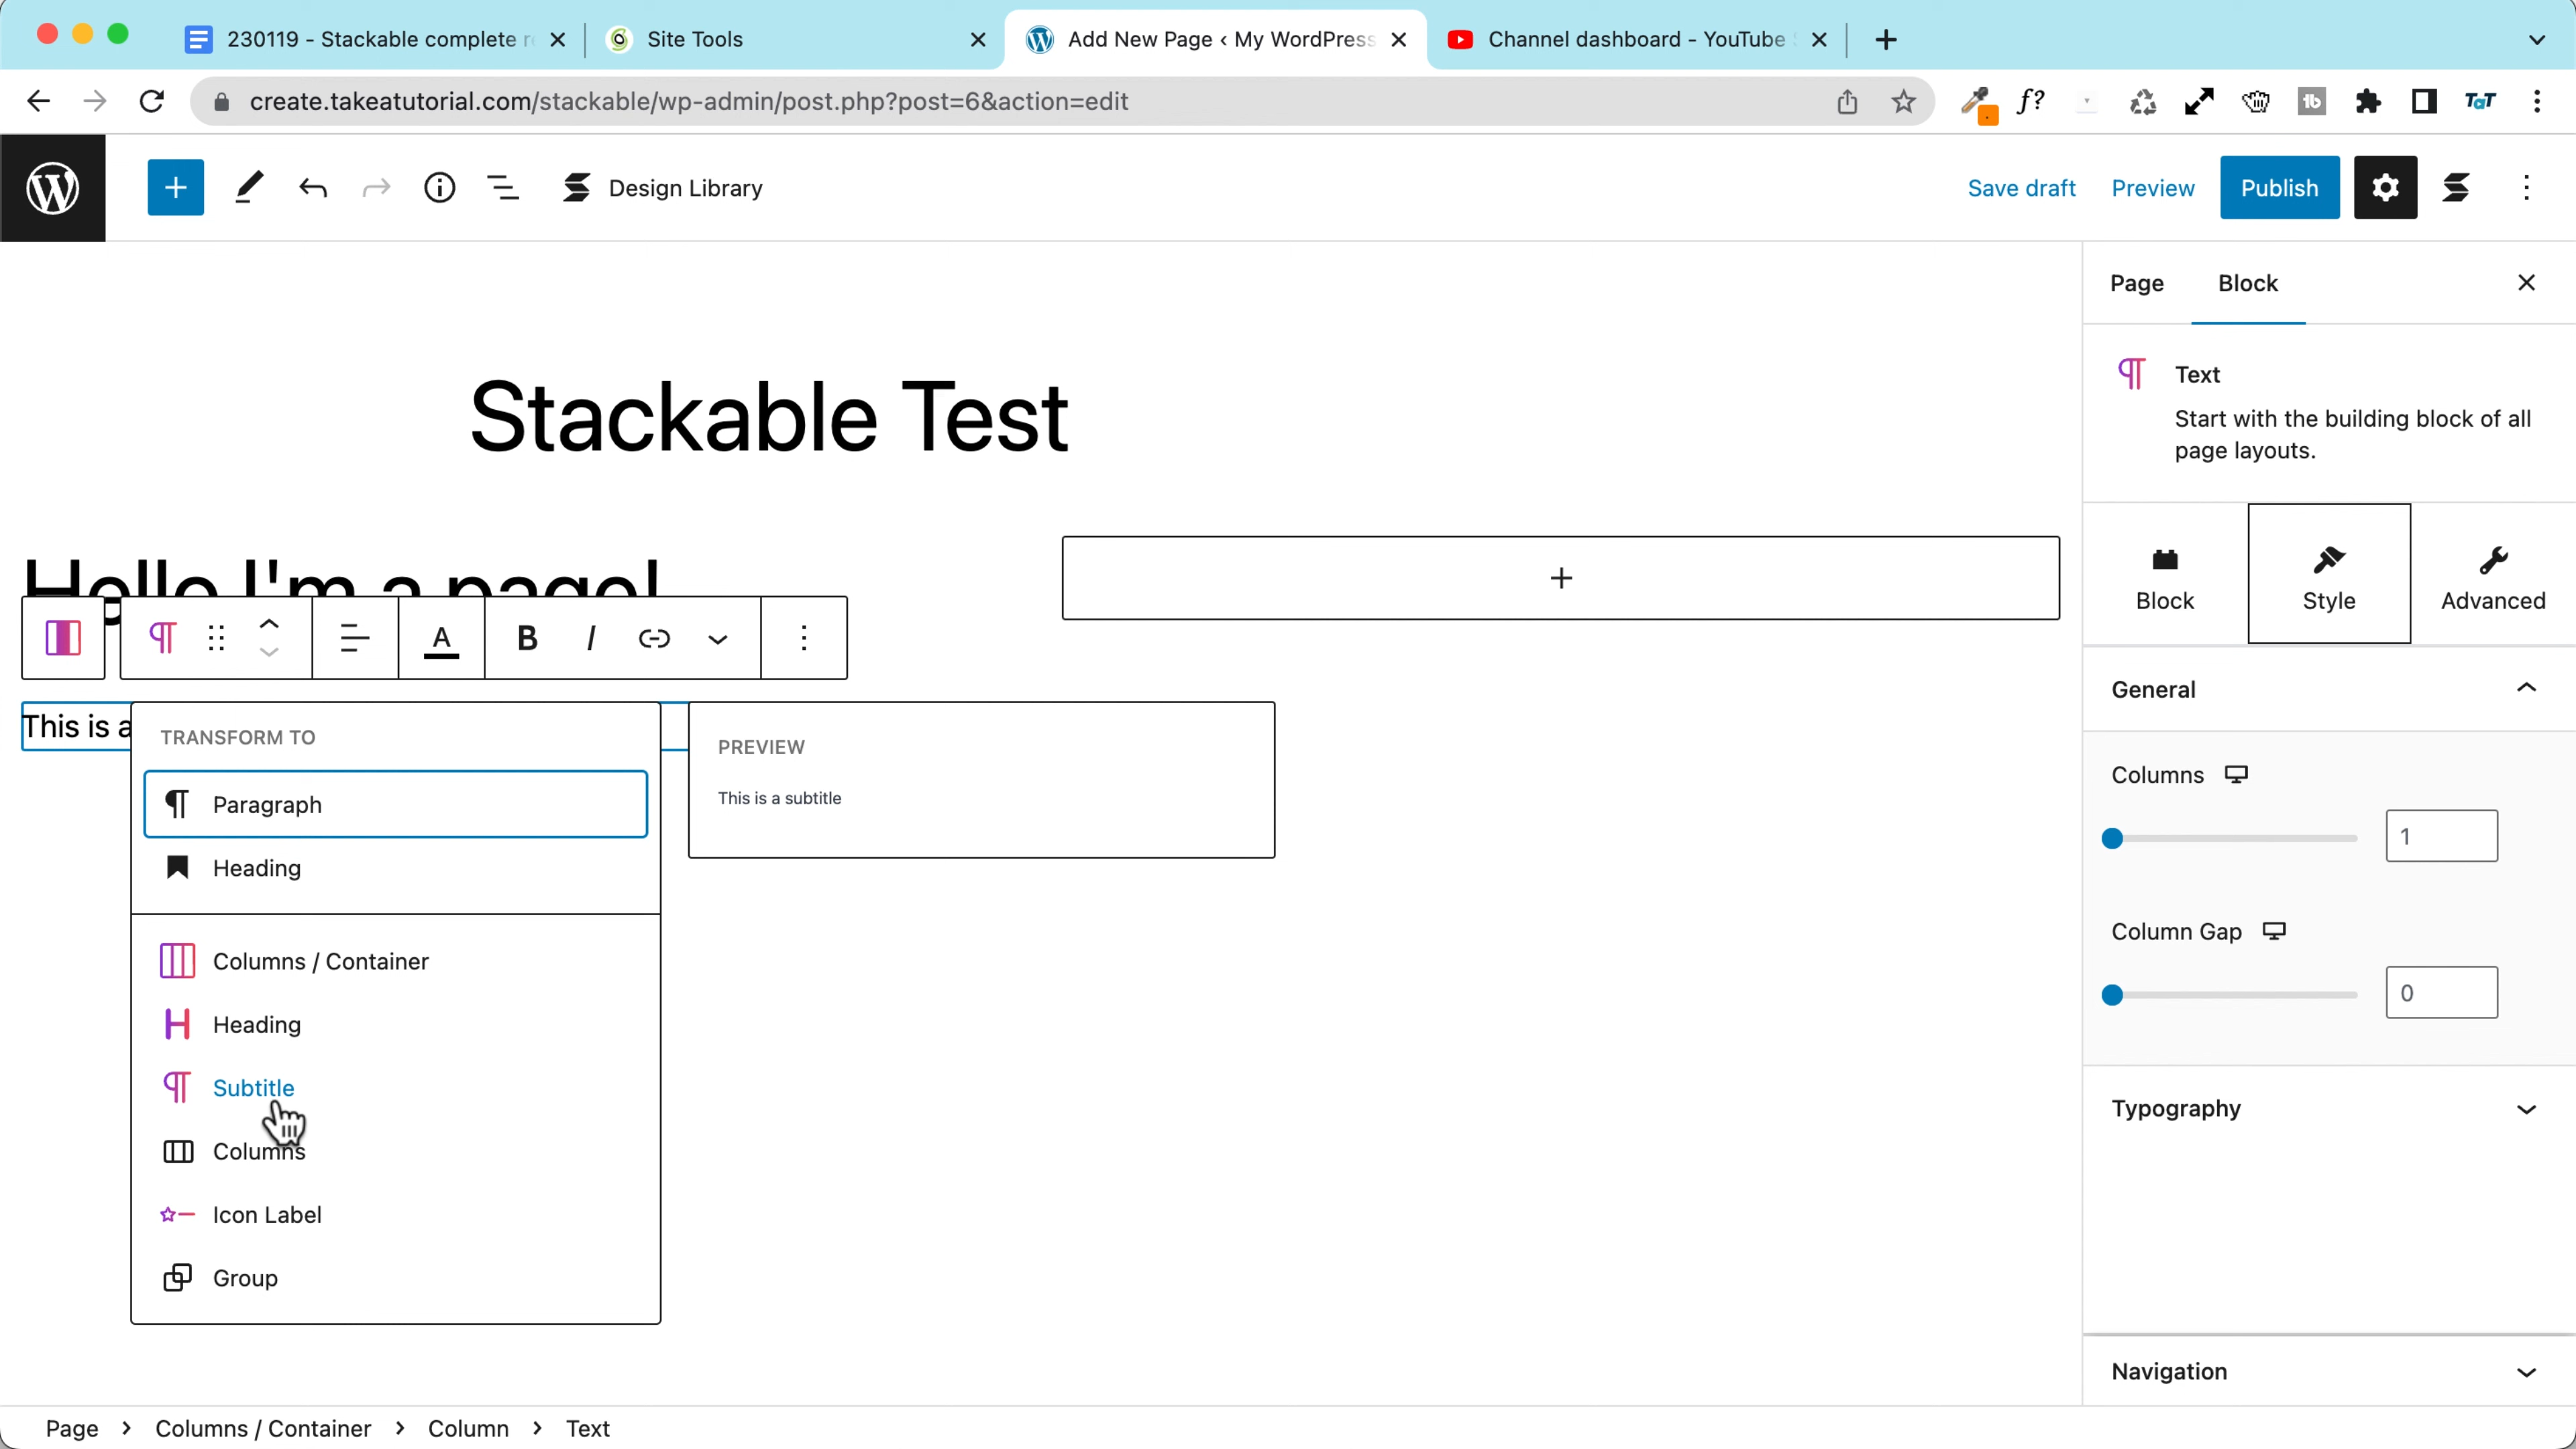 230119 - Stackable complete r
Site Tools
Add New Page ‹ My WordPress
Channel dashboard - YouTube
create.takeatutorial.com/stackable/wp-admin/post.php?post=6&action=edit
f?
tb
TaT
Design Library
Save draft
Preview
Publish
Page
Block
Text
Start with the building block of all
page layouts.
Block
Style
Advanced
Stackable Test
Hello I'm a page!
A
B
I
This is a
TRANSFORM TO
Paragraph
Heading
Columns / Container
Heading
Subtitle
Columns
Icon Label
Group
PREVIEW
This is a subtitle
General
Columns
1
Column Gap
0
Typography
Navigation
Page › Columns / Container › Column › Text